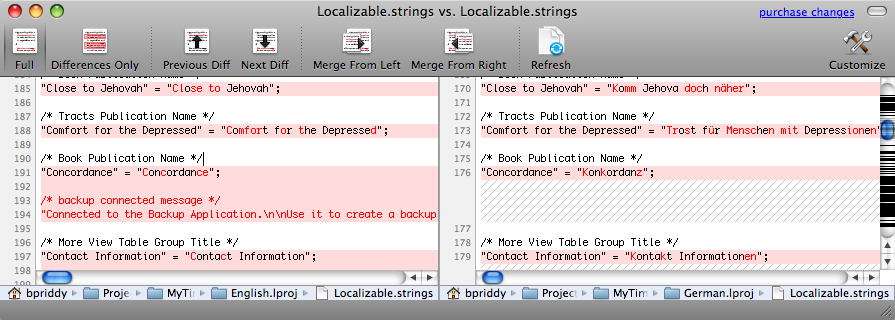 Localizable.strings vs. Localizable.strings
purchase changes
Full
Differences Only
Previous Diff
Next Diff
Merge From Left
Merge From Right
Refresh
Customize
185 "Close to Jehovah" = "Close to Jehovah";
186
187 /* Tracts Publication Name */
188 "Comfort for the Depressed" = "Comfort for the Depressed";
189
190 /* Book Publication Name */
191 "Concordance" = "Concordance";
192
193 /* backup connected message */
194 "Connected to the Backup Application.\n\nUse it to create a backup
195
196 /* More View Table Group Title */
197 "Contact Information" = "Contact Information";
198
170 "Close to Jehovah" = "Komm Jehova doch näher";
171
172 /* Tracts Publication Name */
173 "Comfort for the Depressed" = "Trost für Menschen mit Depressionen"
174
175 /* Book Publication Name */
176 "Concordance" = "Konkordanz";
177
178 /* More View Table Group Title */
179 "Contact Information" = "Kontakt Informationen";
bpriddy
Proje
MyTin
English.lproj
Localizable.strings
bpriddy
Project
MyTim
German.lproj
Localizable.strings